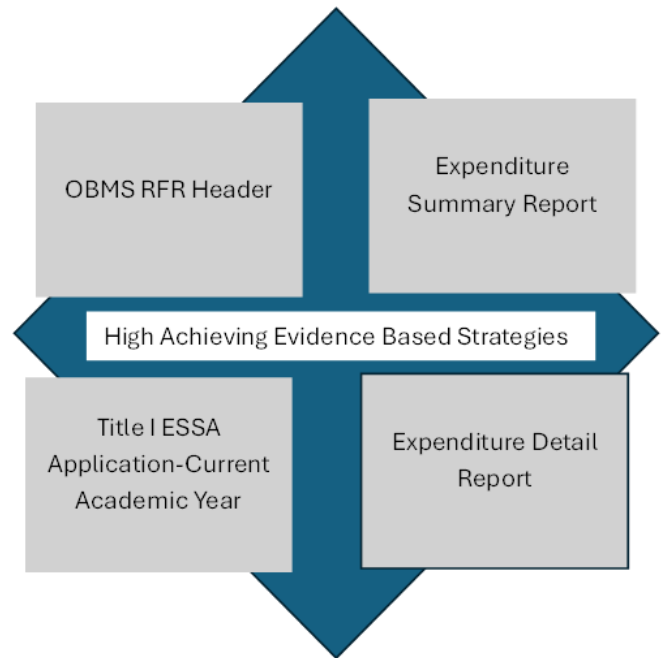 OBMS RFR Header
Expenditure
Summary Report
High Achieving Evidence Based Strategies
Title I ESSA
Application-Current
Academic Year
Expenditure Detail
Report